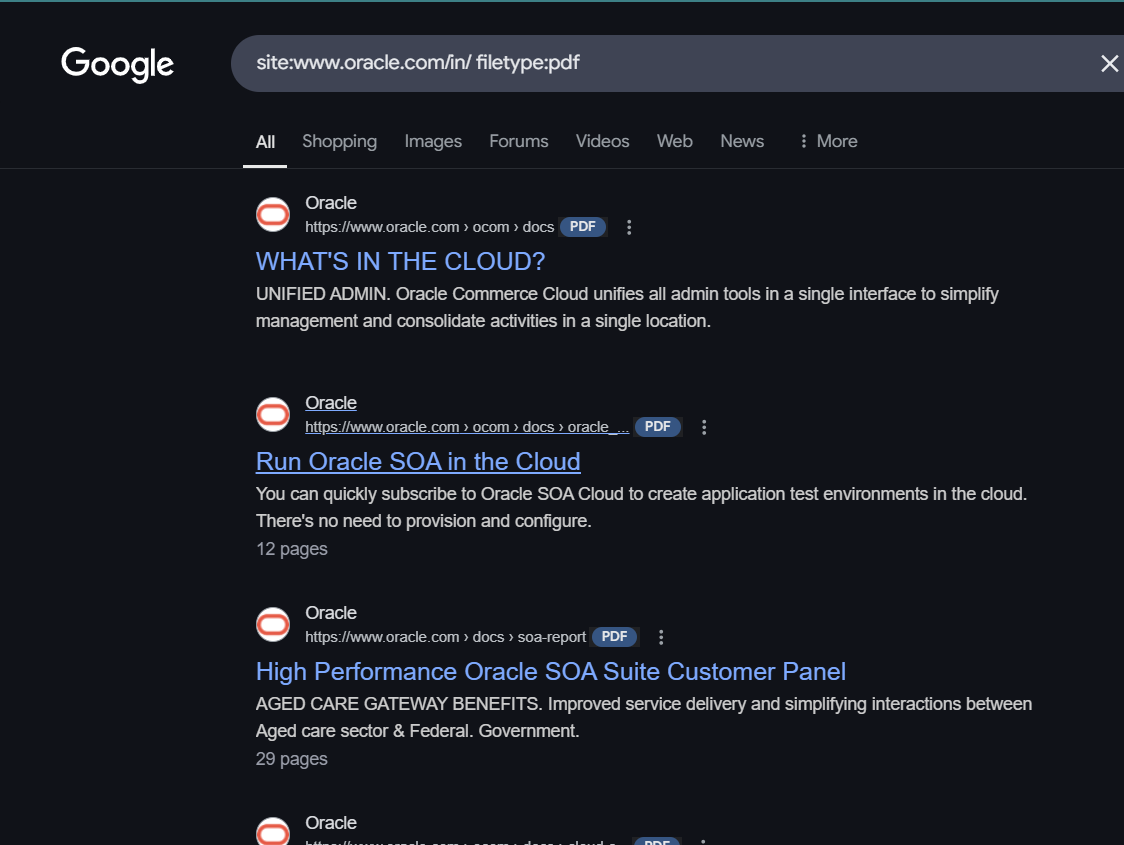 Google
site:www.oracle.com/in/ filetype:pdf
All Shopping Images Forums Videos Web News More
Oracle
https://www.oracle.com › ocom › docs PDF
WHAT'S IN THE CLOUD?
UNIFIED ADMIN. Oracle Commerce Cloud unifies all admin tools in a single interface to simplify
management and consolidate activities in a single location.
Oracle
https://www.oracle.com › ocom › docs › oracle_... PDF
Run Oracle SOA in the Cloud
You can quickly subscribe to Oracle SOA Cloud to create application test environments in the cloud.
There's no need to provision and configure.
12 pages
Oracle
https://www.oracle.com › docs › soa-report PDF
High Performance Oracle SOA Suite Customer Panel
AGED CARE GATEWAY BENEFITS. Improved service delivery and simplifying interactions between
Aged care sector & Federal. Government.
29 pages
Oracle